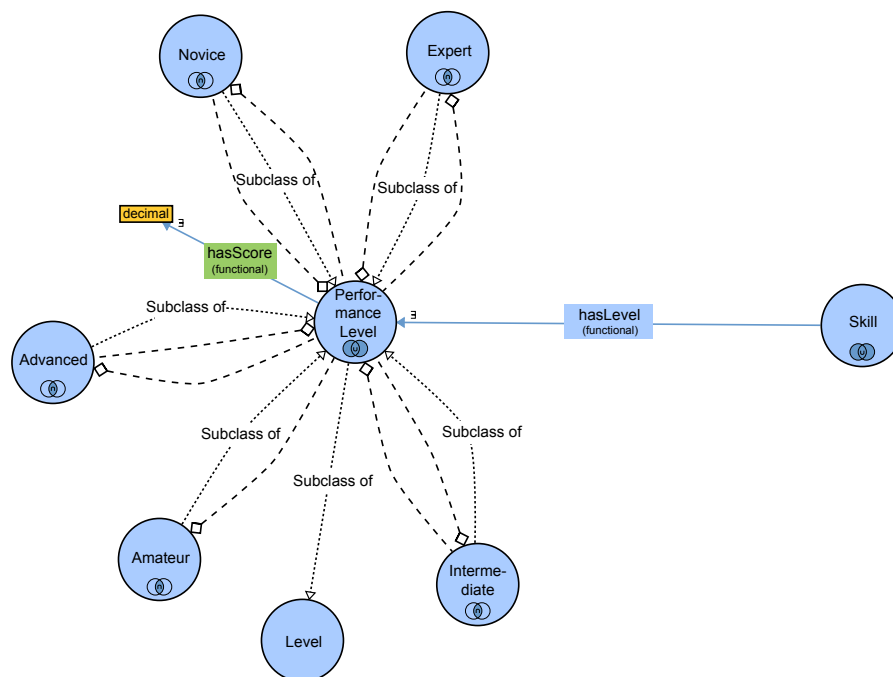 Novice
Expert
Subclass of
Subclass of
decimal
∃
hasScore
(functional)
Perfor-
mance
Level
∃
hasLevel
(functional)
Skill
Subclass of
Advanced
Subclass of
Subclass of
Subclass of
Amateur
Interme-
diate
Level